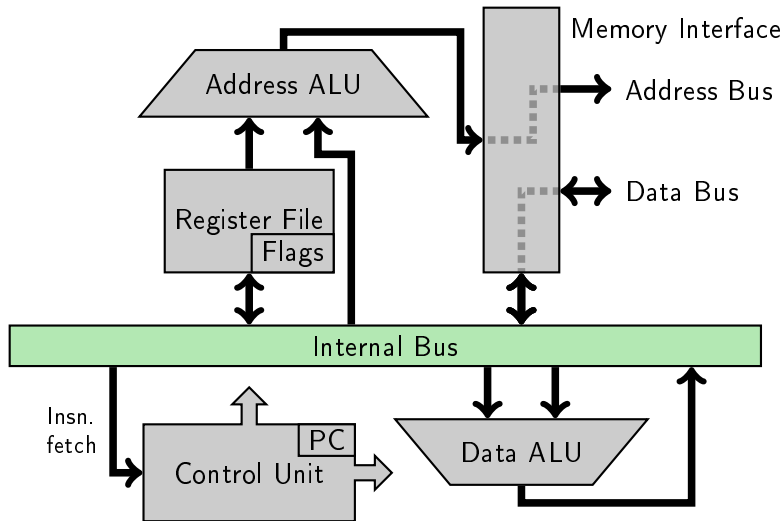 Memory Interface
Address ALU
Address Bus
Data Bus
Register File
Flags
Internal Bus
Insn.
fetch
PC
Control Unit
Data ALU